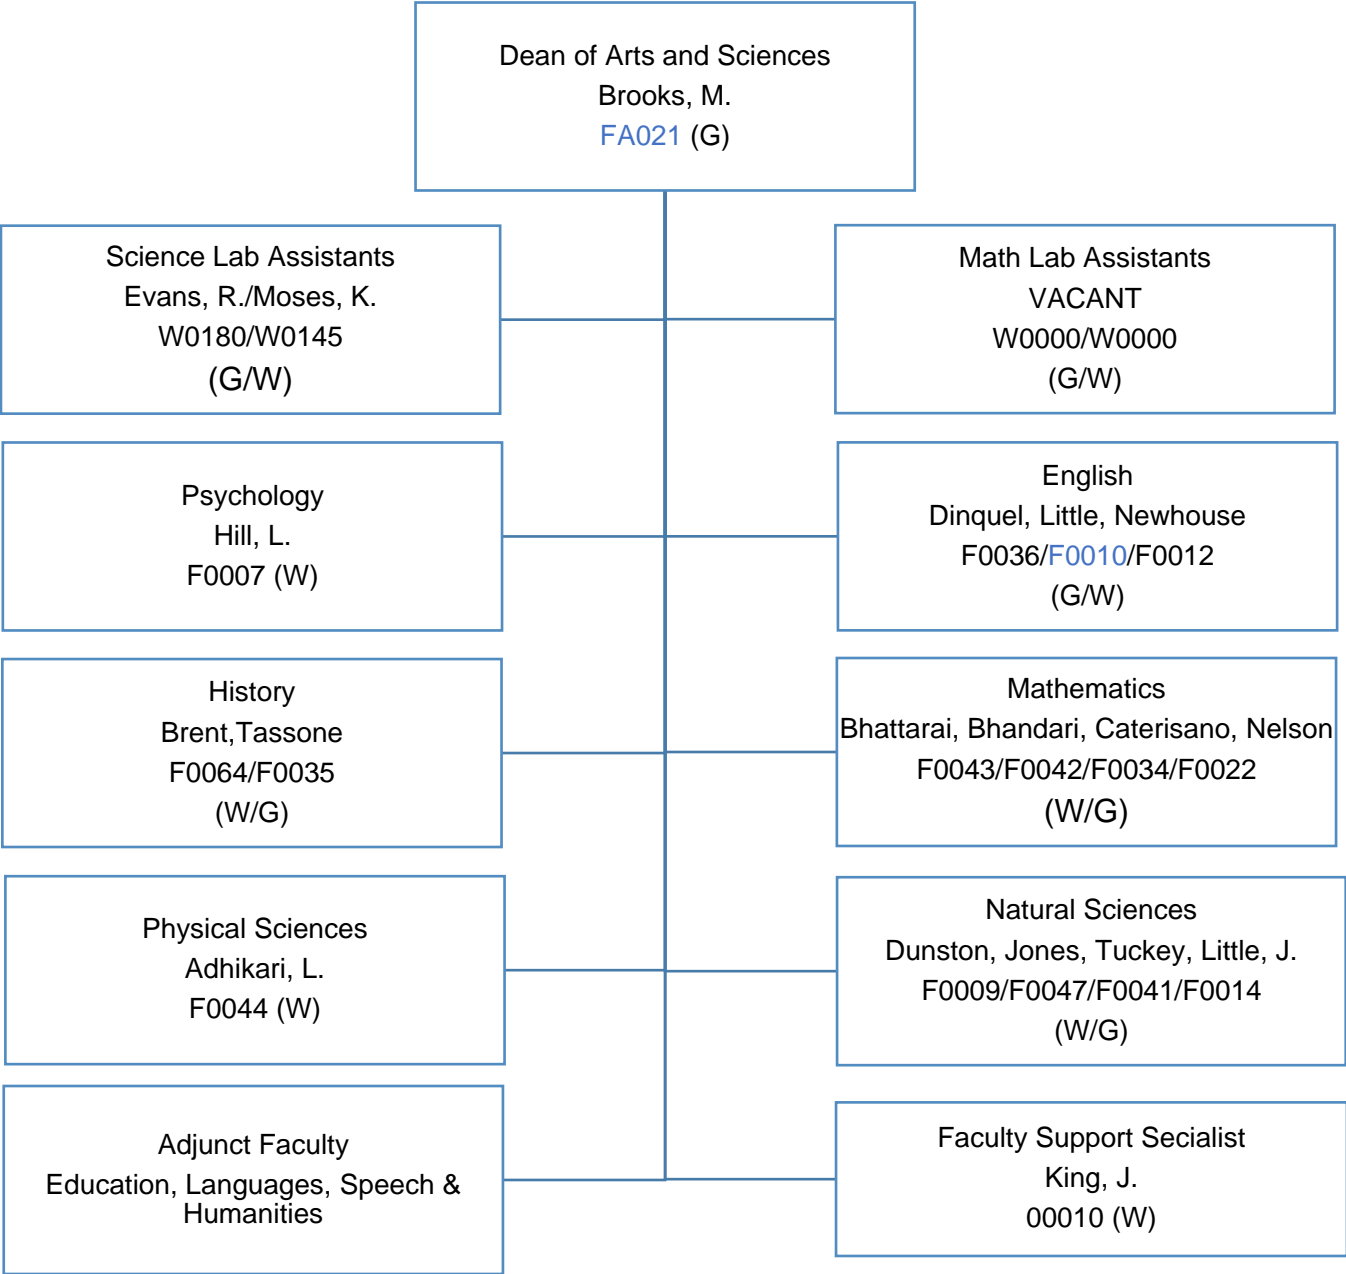 Dean of Arts and Sciences
Brooks, M.
FA021 (G)
Science Lab Assistants
Evans, R./Moses, K.
W0180/W0145
(G/W)
Math Lab Assistants
VACANT
W0000/W0000
(G/W)
Psychology
Hill, L.
F0007 (W)
English
Dinquel, Little, Newhouse
F0036/F0010/F0012
(G/W)
History
Brent,Tassone
F0064/F0035
(W/G)
Mathematics
Bhattarai, Bhandari, Caterisano, Nelson
F0043/F0042/F0034/F0022
(W/G)
Physical Sciences
Adhikari, L.
F0044 (W)
Natural Sciences
Dunston, Jones, Tuckey, Little, J.
F0009/F0047/F0041/F0014
(W/G)
Adjunct Faculty
Education, Languages, Speech &
Humanities
Faculty Support Secialist
King, J.
00010 (W)